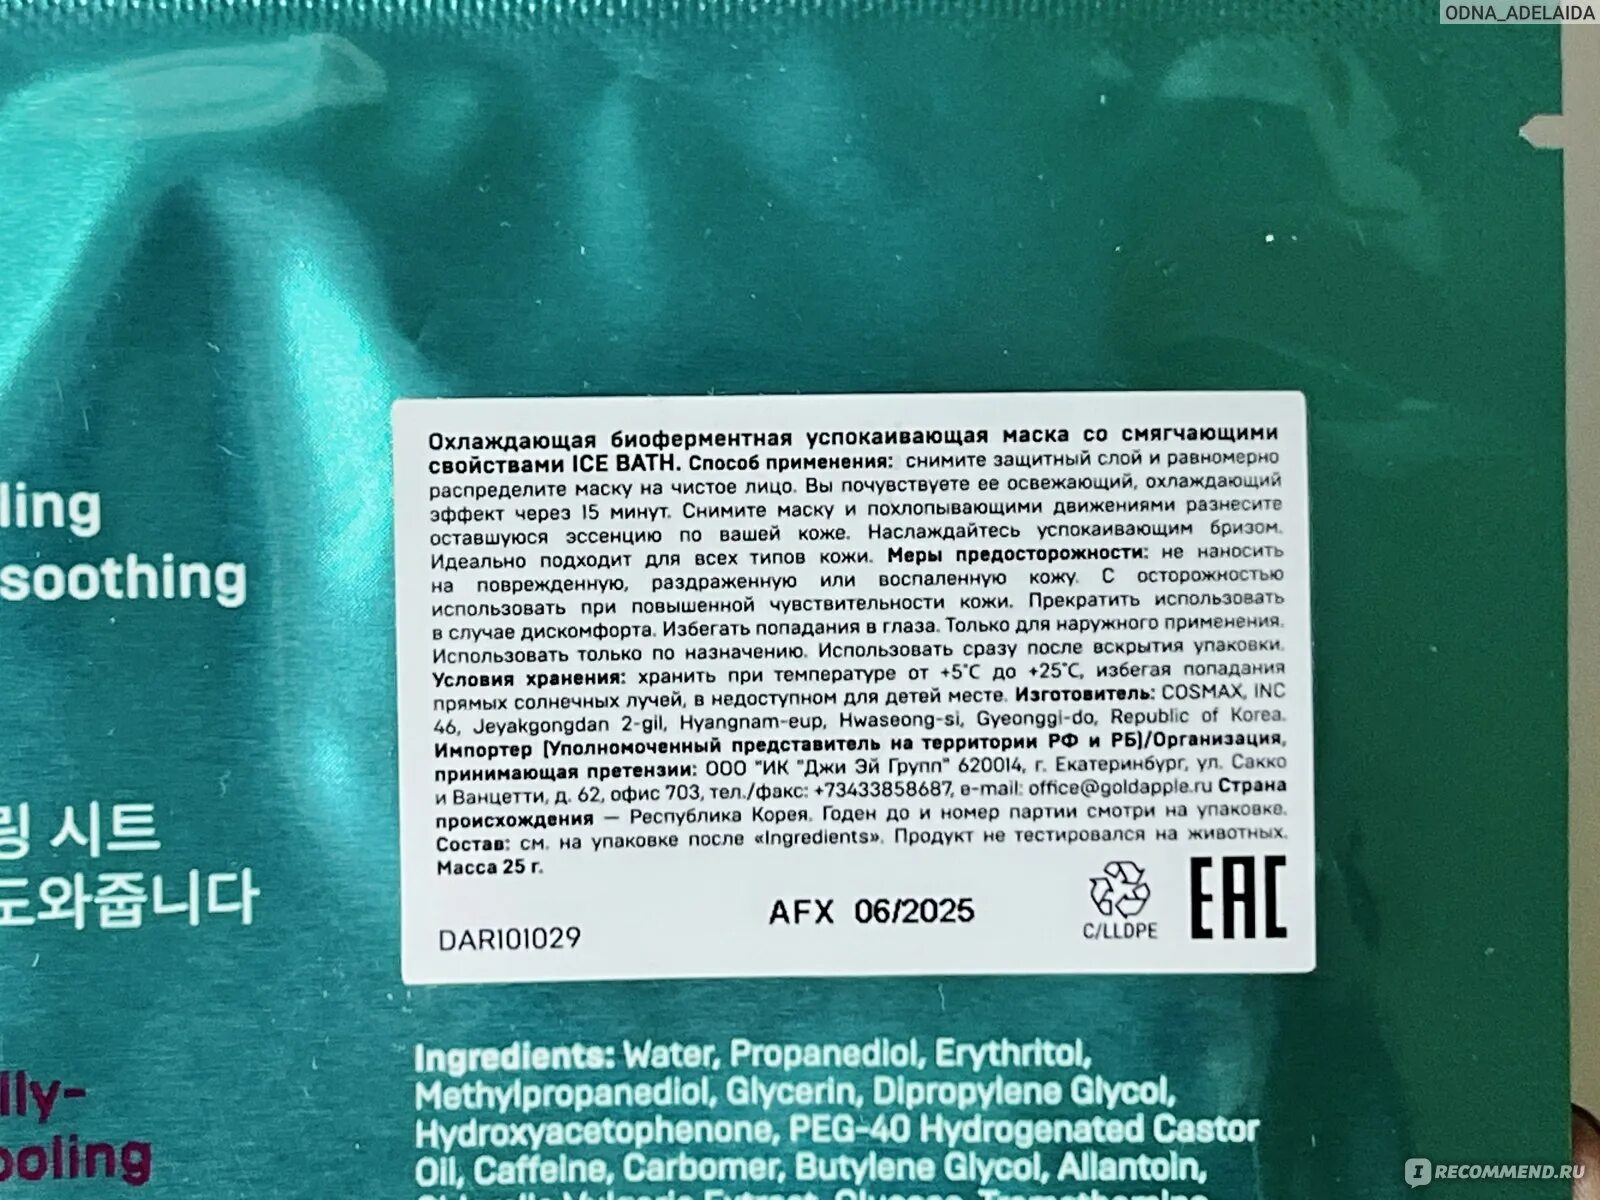 ODNA_ADELAIDA
ling
soothing
링 시트
도와줍니다
lly-
ooling
Охлаждающая биоферментная успокаивающая маска со смягчающими
свойствами ICE BATH. Способ применения: снимите защитный слой и равномерно
распределите маску на чистое лицо. Вы почувствуете ее освежающий, охлаждающий
эффект через 15 минут. Снимите маску и похлопывающими движениями разнесите
оставшуюся эссенцию по вашей коже. Наслаждайтесь успокаивающим бризом.
Идеально подходит для всех типов кожи. Меры предосторожности: не наносить
на поврежденную, раздраженную или воспаленную кожу. С осторожностью
использовать при повышенной чувствительности кожи. Прекратить использовать
в случае дискомфорта. Избегать попадания в глаза. Только для наружного применения.
Использовать только по назначению. Использовать сразу после вскрытия упаковки.
Условия хранения: хранить при температуре от +5°C до +25°C, избегая попадания
прямых солнечных лучей, в недоступном для детей месте. Изготовитель: COSMAX, INC
46, Jeyakgongdan 2-gil, Hyangnam-eup, Hwaseong-si, Gyeonggi-do, Republic of Korea.
Импортер (Уполномоченный представитель на территории РФ и РБ)/Организация,
принимающая претензии: ООО "ИК "Джи Эй Групп" 620014, г. Екатеринбург, ул. Сакко
и Ванцетти, д. 62, офис 703, тел./факс: +73433858687, e-mail: office@goldapple.ru Страна
происхождения – Республика Корея. Годен до и номер партии смотри на упаковке.
Состав: см. на упаковке после «Ingredients». Продукт не тестировался на животных.
Масса 25 г.
DAR101029
AFX 06/2025
C/LLDPE
EAC
Ingredients: Water, Propanediol, Erythritol,
Methylpropanediol, Glycerin, Dipropylene Glycol,
Hydroxyacetophenone, PEG-40 Hydrogenated Castor
Oil, Caffeine, Carbomer, Butylene Glycol, Allantoin,
Chlorella Vulgaris Extract, Glucose, Tromethamine,
IRECOMMEND.RU